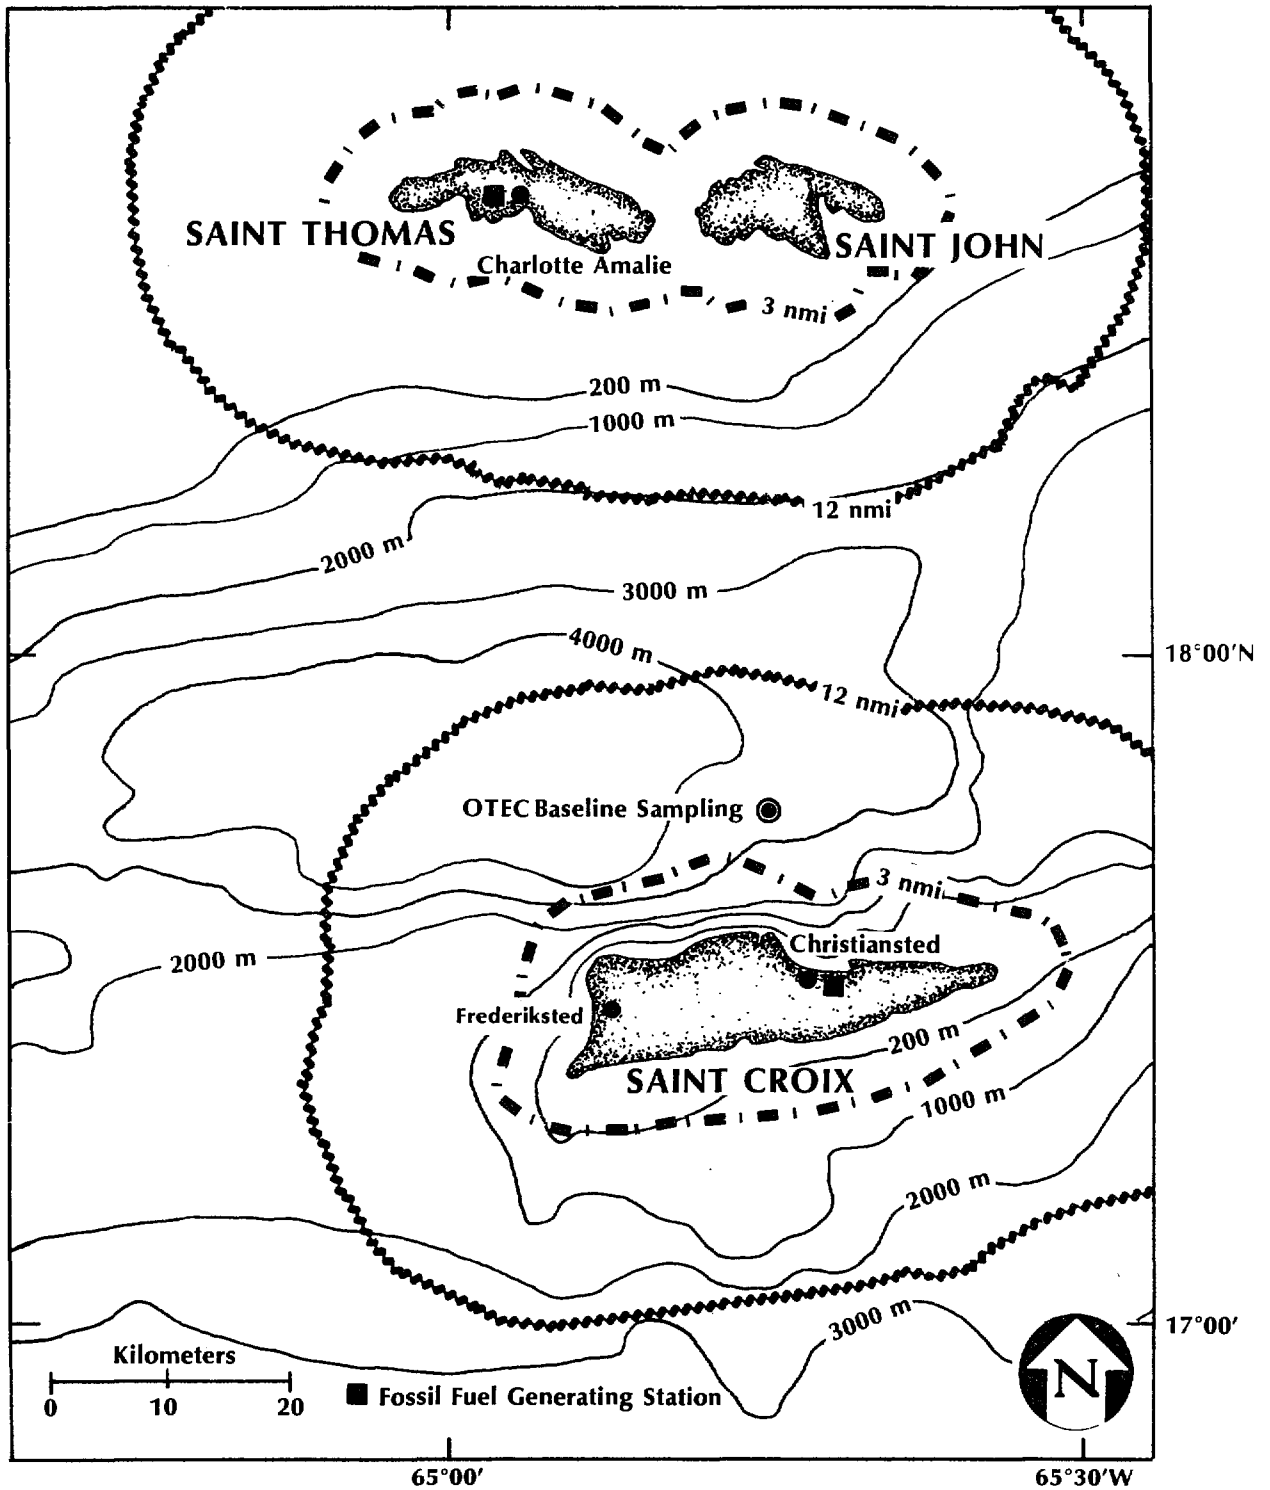 SAINT THOMAS
Charlotte Amalie
SAINT JOHN
3 nmi
200 m
1000 m
12 nmi
2000 m
3000 m
4000 m
18°00'N
12 nmi
OTEC Baseline Sampling
3 nmi
Christiansted
2000 m
Frederiksted
200 m
SAINT CROIX
1000 m
2000 m
3000 m
17°00'
Kilometers
0 10 20
Fossil Fuel Generating Station
N
65°00' 65°30'W